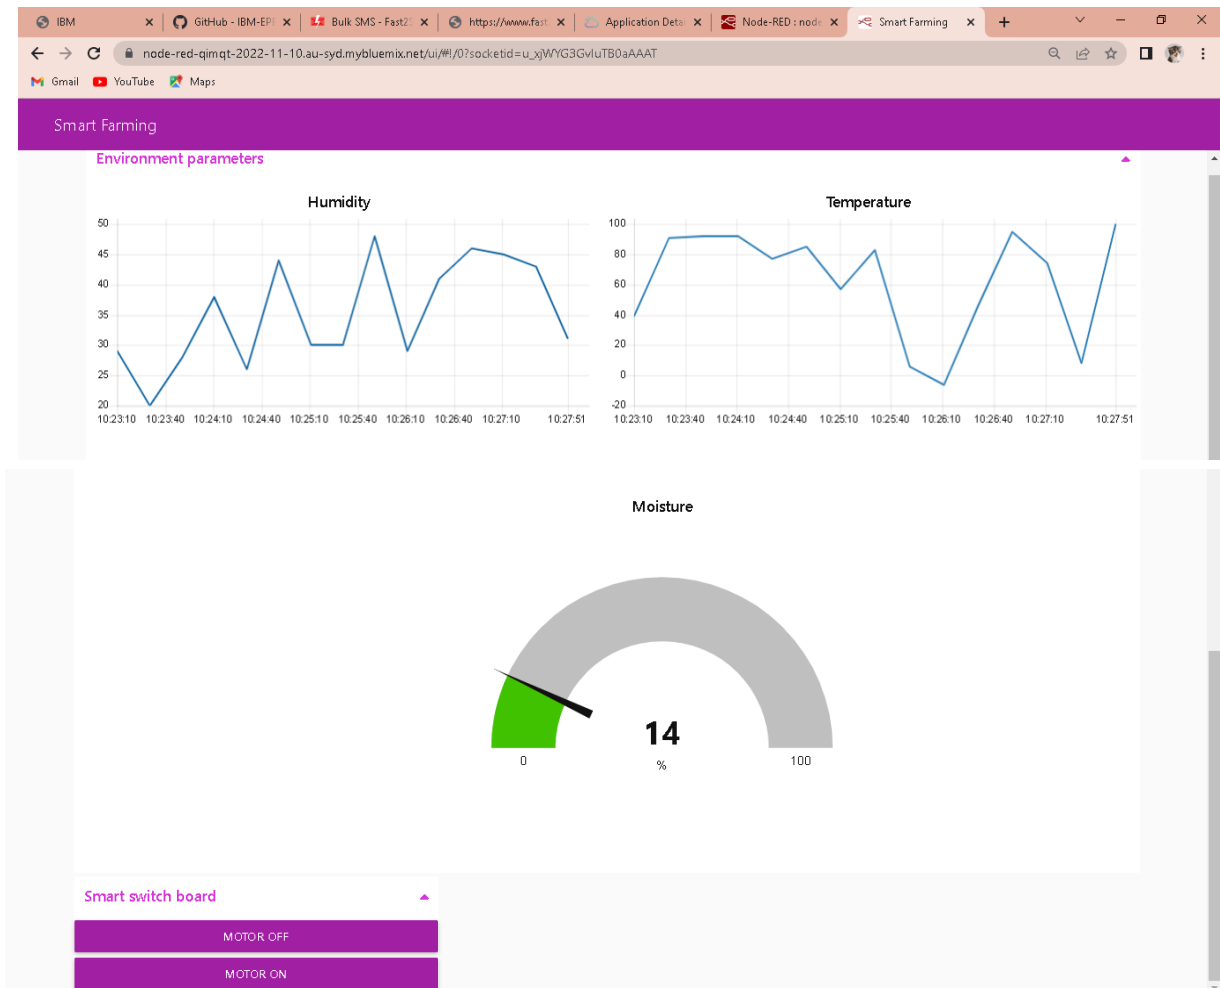 IBM
GitHub - IBM-EPI
Bulk SMS - Fast2S
https://www.fast
Application Deta
Node-RED : node
Smart Farming
node-red-qimqt-2022-11-10.au-syd.mybluemix.net/ui/#!/0?socketid=u_xjWYG3GvIuTB0aAAAT
Gmail YouTube Maps
Smart Farming
Environment parameters
Humidity
50
45
40
35
30
25
20
10:23:10 10:23:40 10:24:10 10:24:40 10:25:10 10:25:40 10:26:10 10:26:40 10:27:10 10:27:51
Temperature
100
80
60
40
20
0
-20
10:23:10 10:23:40 10:24:10 10:24:40 10:25:10 10:25:40 10:26:10 10:26:40 10:27:10 10:27:51
Moisture
14
%
0
100
Smart switch board
MOTOR OFF
MOTOR ON